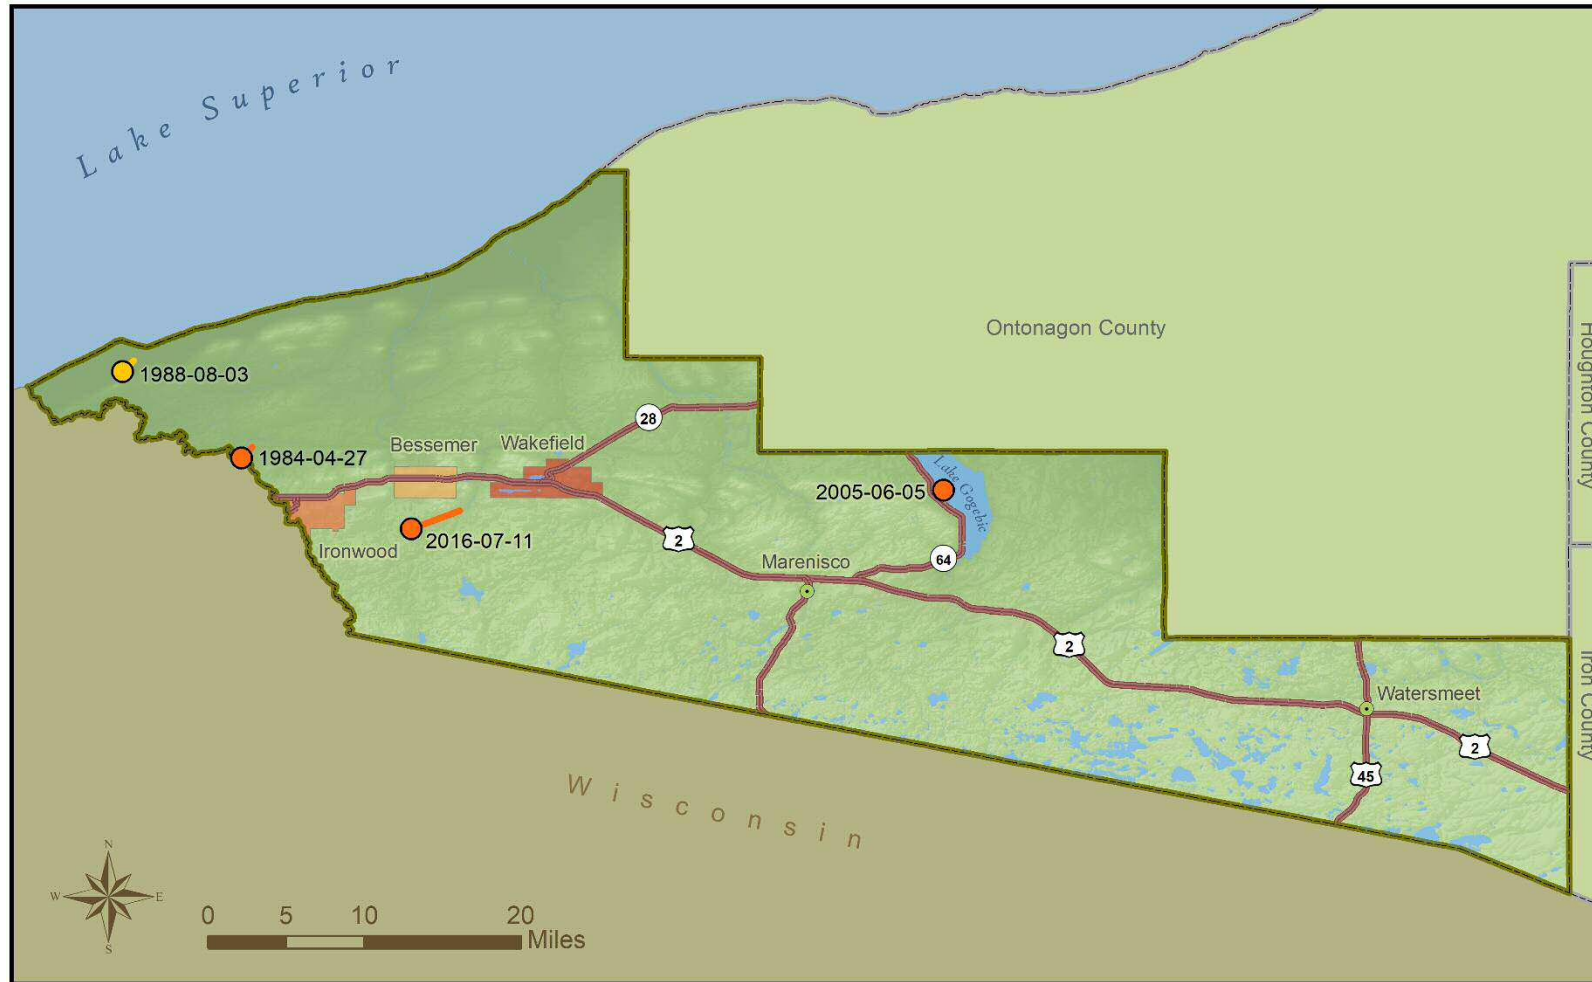 Lake Superior
Ontonagon County
Houghton County
1988-08-03
28
1984-04-27
Bessemer
Wakefield
Lake Gogebic
2005-06-05
Ironwood
2016-07-11
2
Marenisco
64
2
Iron County
Watersmeet
2
45
Wisconsin
N
W
E
S
0 5 10 20
Miles